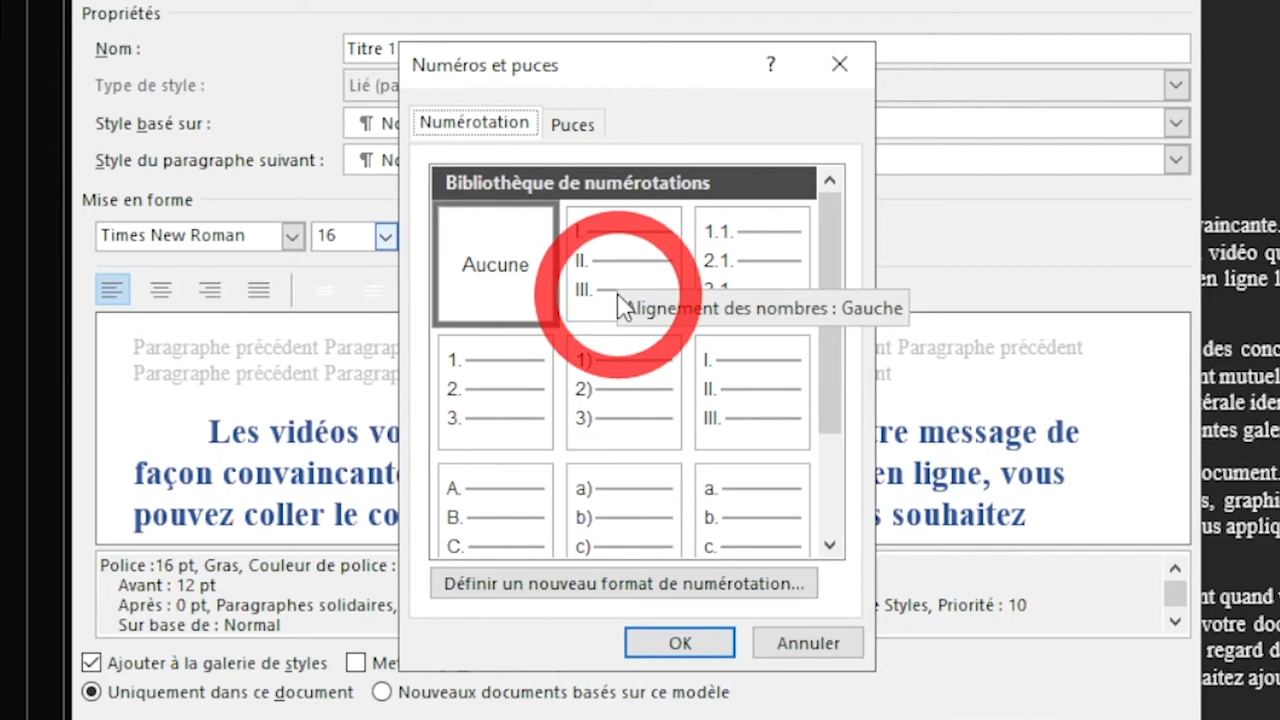 Propriétés
Nom :
Titre 1
Type de style :
Lié (pa
Style basé sur :
¶ No
Style du paragraphe suivant :
¶ No
Mise en forme
Times New Roman
16
Numéros et puces
?
Numérotation
Puces
Bibliothèque de numérotations
Aucune
I.
II.
III.
1.1.
2.1.
Alignement des nombres : Gauche
1.
2.
3.
1)
2)
3)
I.
II.
III.
A.
B.
C.
a)
b)
c)
a.
b.
c.
Définir un nouveau format de numérotation...
OK
Annuler
Paragraphe précédent Paragrap
nt Paragraphe précédent
Paragraphe précédent Paragrap
nt
Les vidéos vo
tre message de
façon convaincante
en ligne, vous
pouvez coller le co
s souhaitez
Police :16 pt, Gras, Couleur de police :
Avant : 12 pt
Après : 0 pt, Paragraphes solidaires,
e Styles, Priorité : 10
Sur base de : Normal
Ajouter à la galerie de styles
Met
Uniquement dans ce document
Nouveaux documents basés sur ce modèle
vaincante.
vidéo qu
en ligne l
des conc
nt mutuel
érale iden
ntes galer
ocument.
s, graphi
us appliq
nt quand v
votre doc
regard d
aitez ajou